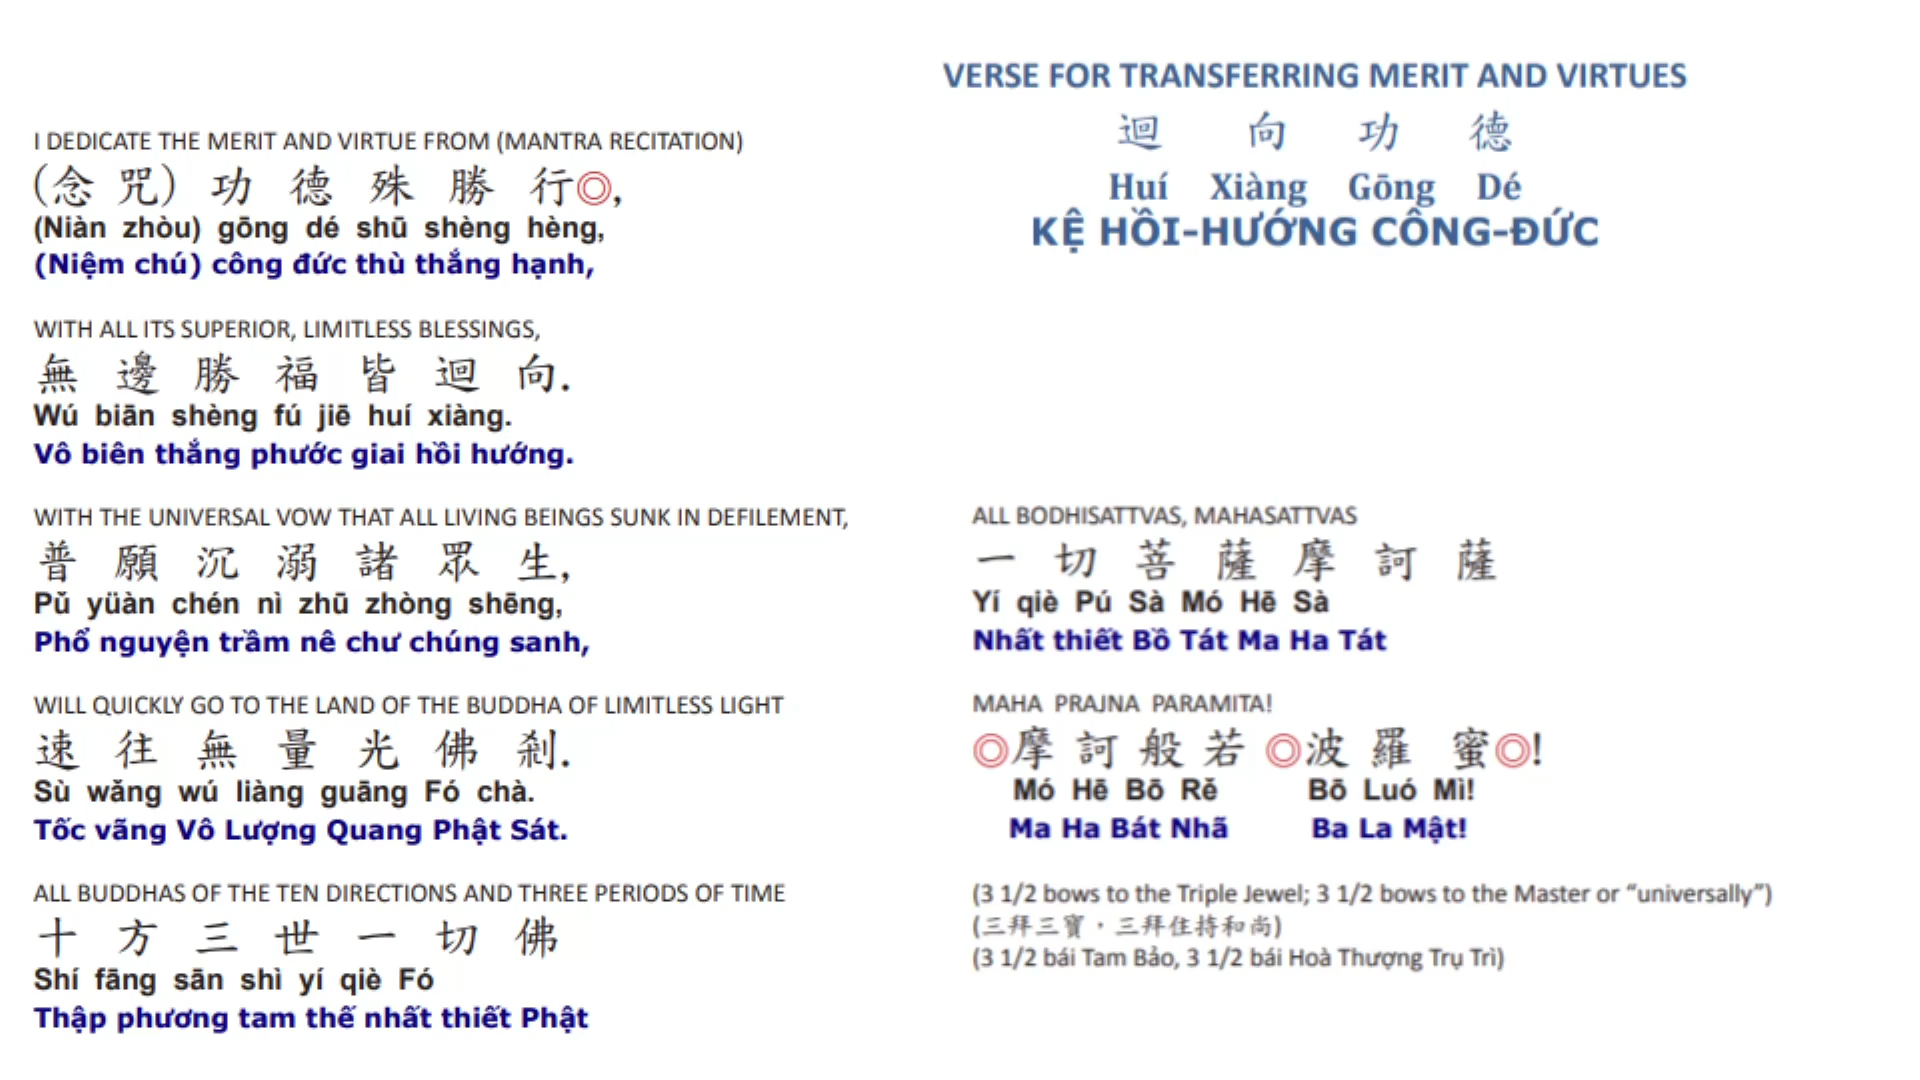 VERSE FOR TRANSFERRING MERIT AND VIRTUES
迴 向 功 德
Huí Xiàng Gōng Dé
KỆ HỒI-HƯỚNG CÔNG-ĐỨC
I DEDICATE THE MERIT AND VIRTUE FROM (MANTRA RECITATION)
(念 咒) 功 德 殊 勝 行◎,
(Niàn zhòu) gōng dé shū shèng hèng,
(Niệm chú) công đức thù thắng hạnh,
WITH ALL ITS SUPERIOR, LIMITLESS BLESSINGS,
無 邊 勝 福 皆 迴 向.
Wú biān shèng fú jiē huí xiàng.
Vô biên thắng phước giai hồi hướng.
WITH THE UNIVERSAL VOW THAT ALL LIVING BEINGS SUNK IN DEFILEMENT,
普 願 沉 溺 諸 眾 生,
Pǔ yüàn chén nì zhū zhòng shēng,
Phổ nguyện trầm nê chư chúng sanh,
WILL QUICKLY GO TO THE LAND OF THE BUDDHA OF LIMITLESS LIGHT
速 往 無 量 光 佛 剎.
Sù wǎng wú liàng guāng Fó chà.
Tốc vãng Vô Lượng Quang Phật Sát.
ALL BUDDHAS OF THE TEN DIRECTIONS AND THREE PERIODS OF TIME
十 方 三 世 一 切 佛
Shí fāng sān shì yí qiè Fó
Thập phương tam thế nhất thiết Phật
ALL BODHISATTVAS, MAHASATTVAS
一 切 菩 薩 摩 訶 薩
Yí qiè Pú Sà Mó Hē Sà
Nhất thiết Bồ Tát Ma Ha Tát
MAHA PRAJNA PARAMITA!
◎摩 訶 般 若 ◎波 羅 蜜◎!
Mó Hē Bō Rě Bō Luó Mì!
Ma Ha Bát Nhã Ba La Mật!
(3 1/2 bows to the Triple Jewel; 3 1/2 bows to the Master or “universally”)
(三拜三寶，三拜住持和尚)
(3 1/2 bái Tam Bảo, 3 1/2 bái Hoà Thượng Trụ Trì)